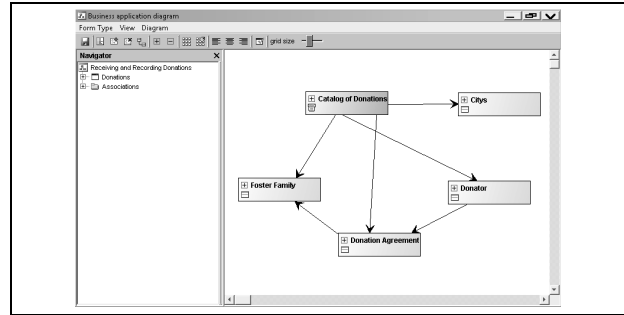 Business application diagram
Form Type View Diagram
grid size
Navigator
Receiving and Recording Donations
Donations
Associations
Catalog of Donations
Citys
Foster Family
Donator
Donation Agreement